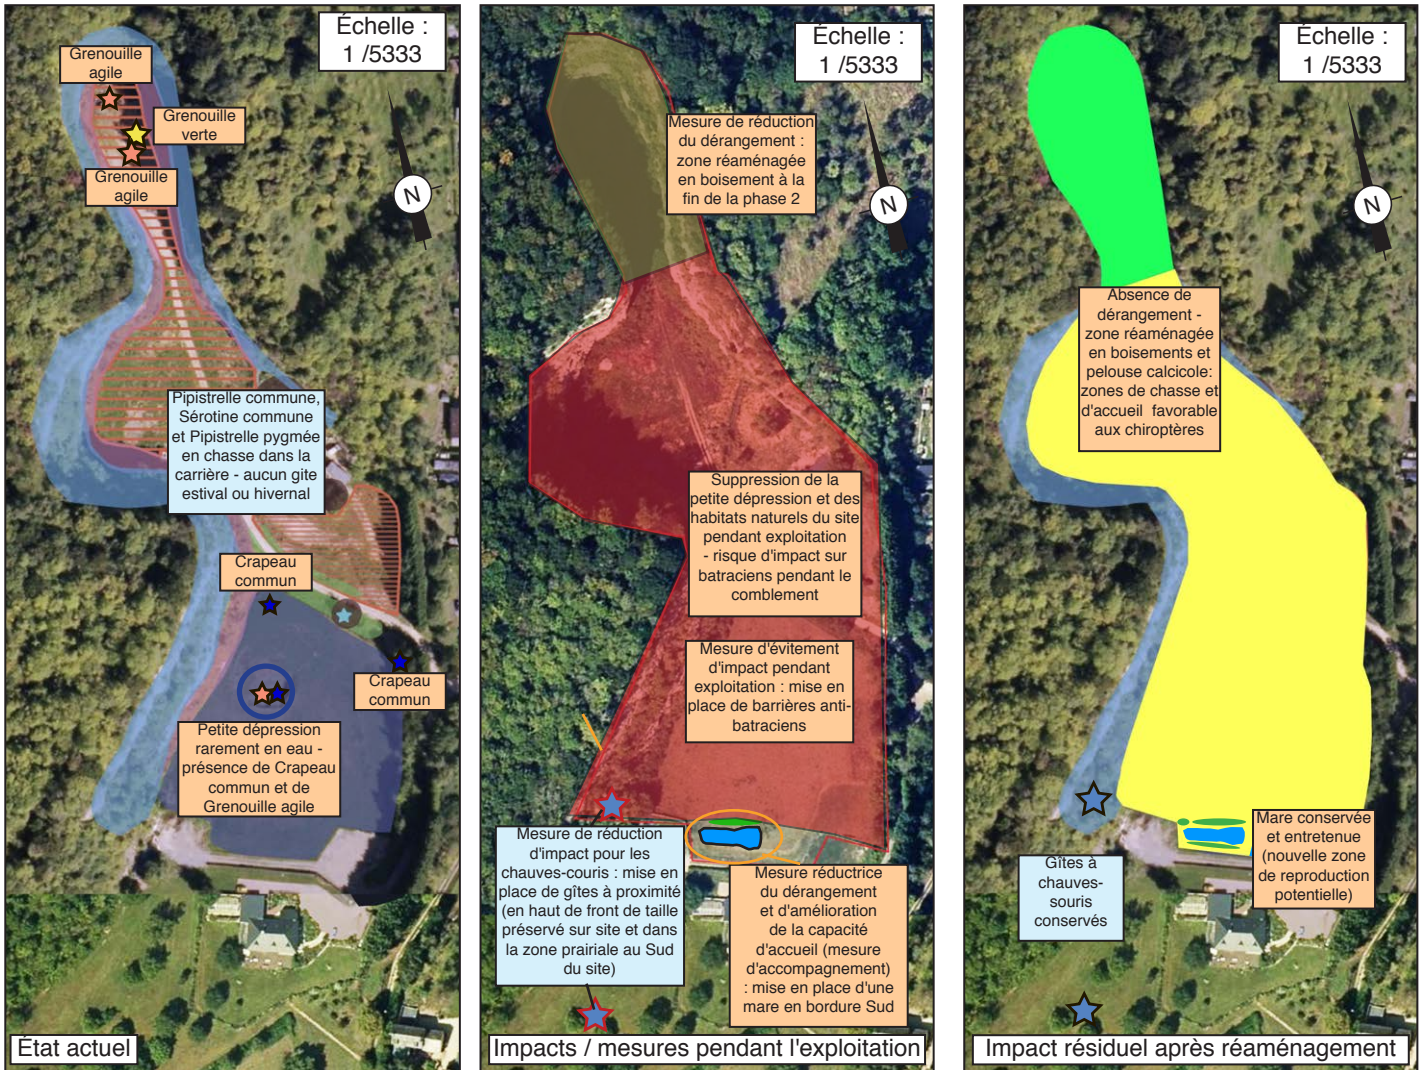 Échelle :
1 /5333
Grenouille
agile
Grenouille
verte
Grenouille
agile
N
Pipistrelle commune,
Sérotine commune
et Pipistrelle pygmée
en chasse dans la
carrière - aucun gite
estival ou hivernal
Crapeau
commun
Crapeau
commun
Petite dépression
rarement en eau -
présence de Crapeau
commun et de
Grenouille agile
État actuel
Échelle :
1 /5333
Mesure de réduction
du dérangement :
zone réaménagée
en boisement à la
fin de la phase 2
N
Suppression de la
petite dépression et des
habitats naturels du site
pendant exploitation
- risque d'impact sur
batraciens pendant le
comblement
Mesure d'évitement
d'impact pendant
exploitation : mise en
place de barrières anti-
batraciens
Mesure de réduction
d'impact pour les
chauves-couris : mise en
place de gîtes à proximité
(en haut de front de taille
préservé sur site et dans
la zone prairiale au Sud
du site)
Mesure réductrice
du dérangement
et d'amélioration
de la capacité
d'accueil (mesure
d'accompagnement)
: mise en place d'une
mare en bordure Sud
Impacts / mesures pendant l'exploitation
Échelle :
1 /5333
N
Absence de
dérangement -
zone réaménagée
en boisements et
pelouse calcicole:
zones de chasse et
d'accueil favorable
aux chiroptères
Mare conservée
et entretenue
(nouvelle zone
de reproduction
potentielle)
Gîtes à
chauves-
souris
conservés
Impact résiduel après réaménagement